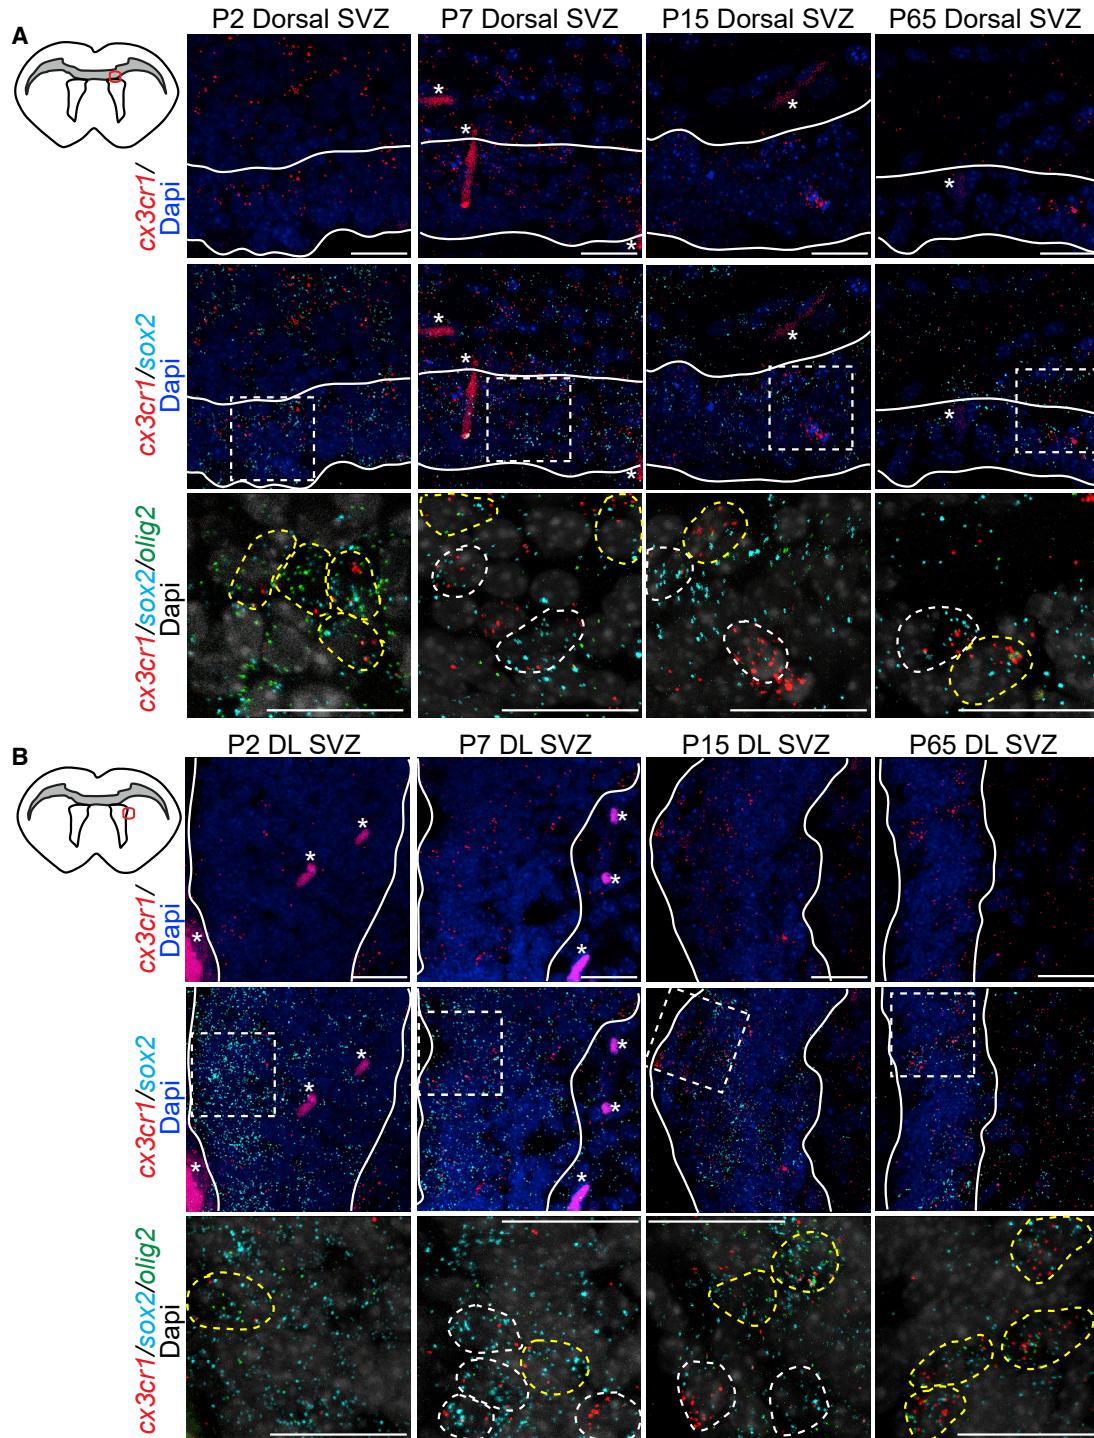 A
P2 Dorsal SVZ
P7 Dorsal SVZ
P15 Dorsal SVZ
P65 Dorsal SVZ
cx3cr1/
Dapi
*
*
*
*
*
cx3cr1/sox2
Dapi
*
*
*
*
*
cx3cr1/sox2/olig2
Dapi
B
P2 DL SVZ
P7 DL SVZ
P15 DL SVZ
P65 DL SVZ
cx3cr1/
Dapi
*
*
*
*
*
*
cx3cr1/sox2
Dapi
*
*
*
*
*
*
cx3cr1/sox2/olig2
Dapi